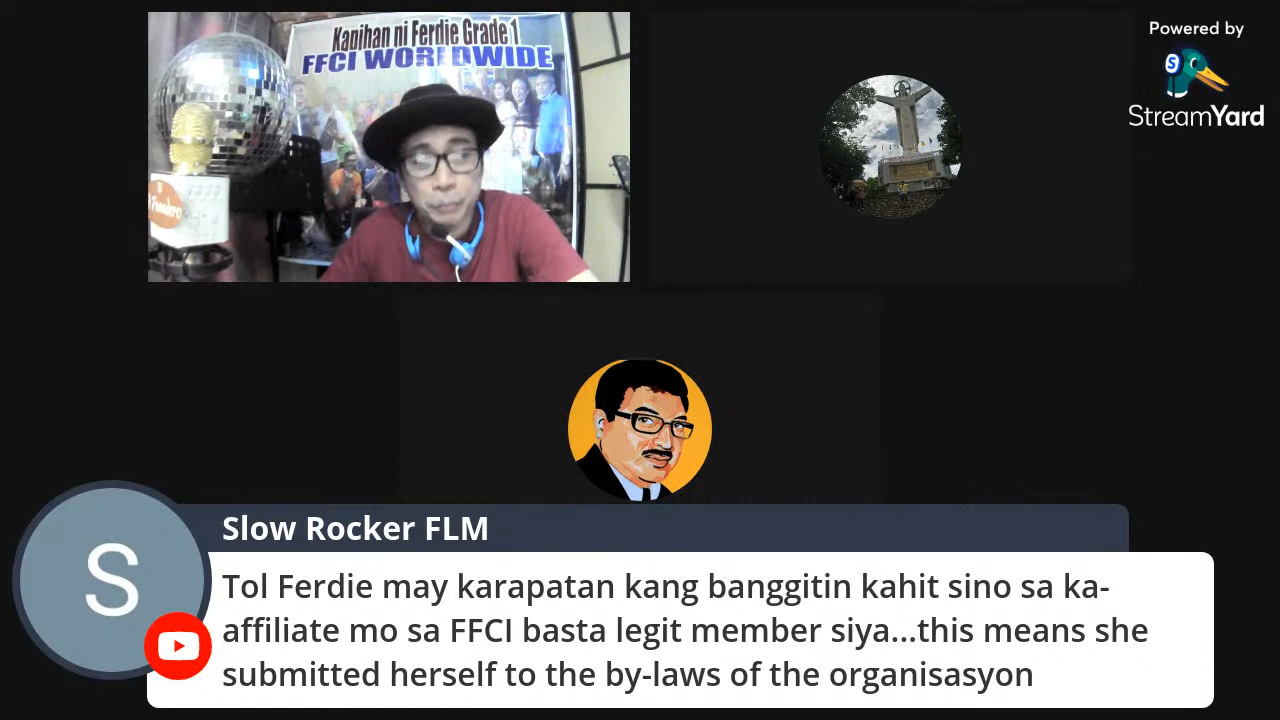 Kapihan ni Ferdie Grade 1
FFCI WORLDWIDE
Powered by
StreamYard
S
Slow Rocker FLM
S
Tol Ferdie may karapatan kang banggitin kahit sino sa ka-
affiliate mo sa FFCI basta legit member siya...this means she
submitted herself to the by-laws of the organisasyon